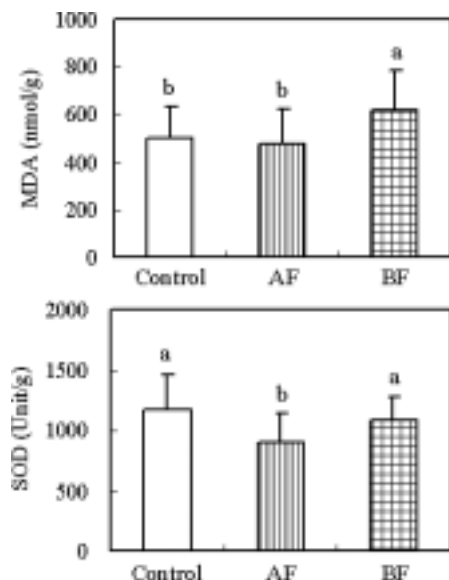 MDA (nmol/g)
1000
800
600
400
200
0
b
b
a
Control
AF
BF
SOD (Unit/g)
2000
1500
1000
500
0
a
b
a
Control
AF
BF